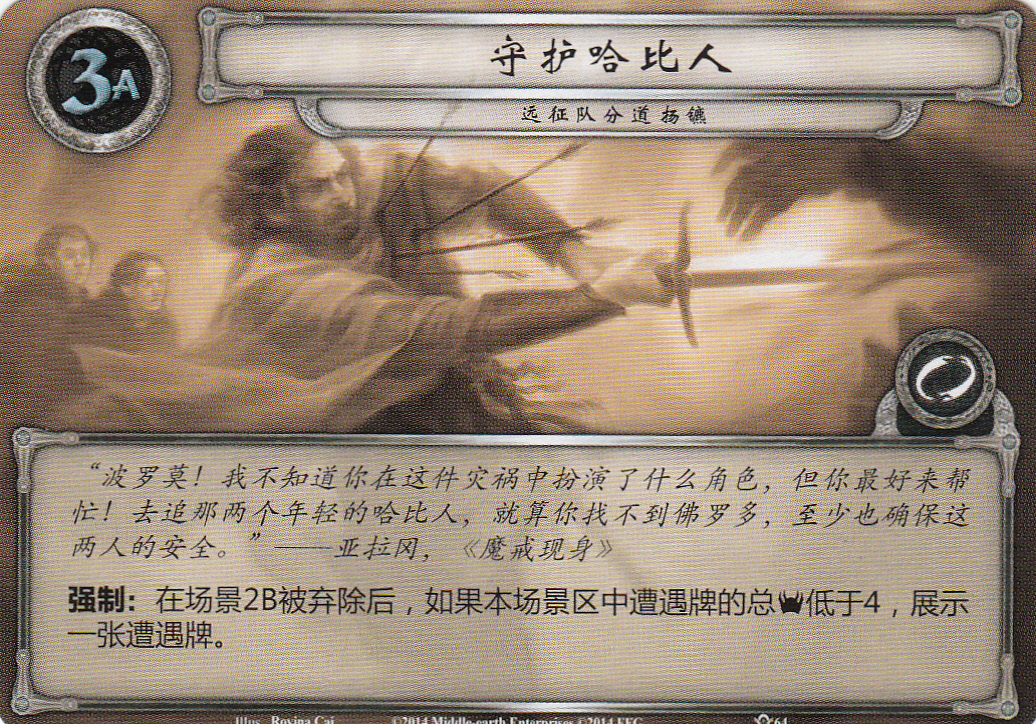 3A
守护哈比人
远征队分道扬镳
“波罗莫！我不知道你在这件灾祸中扮演了什么角色，但你最好来帮
忙！去追那两个年轻的哈比人，就算你找不到佛罗多，至少也确保这
两人的安全。”——亚拉冈，《魔戒现身》
强制：在场景2B被弃除后，如果本场景区中遭遇牌的总低于4，展示
一张遭遇牌。
Illus. Rovina Cai ©2014 Middle-earth Enterprises ©2014 FFG 64